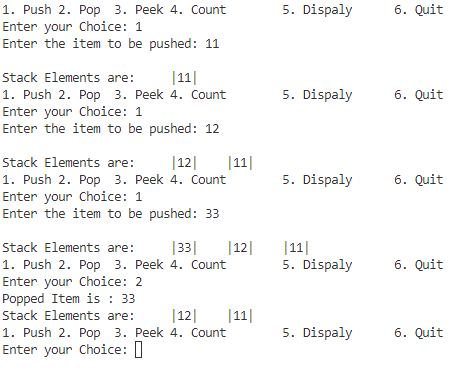 1. Push 2. Pop  3. Peek 4. Count        5. Dispaly      6. Quit
Enter your Choice: 1
Enter the item to be pushed: 11

Stack Elements are:     |11|
1. Push 2. Pop  3. Peek 4. Count        5. Dispaly      6. Quit
Enter your Choice: 1
Enter the item to be pushed: 12

Stack Elements are:     |12|    |11|
1. Push 2. Pop  3. Peek 4. Count        5. Dispaly      6. Quit
Enter your Choice: 1
Enter the item to be pushed: 33

Stack Elements are:     |33|    |12|    |11|
1. Push 2. Pop  3. Peek 4. Count        5. Dispaly      6. Quit
Enter your Choice: 2
Popped Item is : 33
Stack Elements are:     |12|    |11|
1. Push 2. Pop  3. Peek 4. Count        5. Dispaly      6. Quit
Enter your Choice: